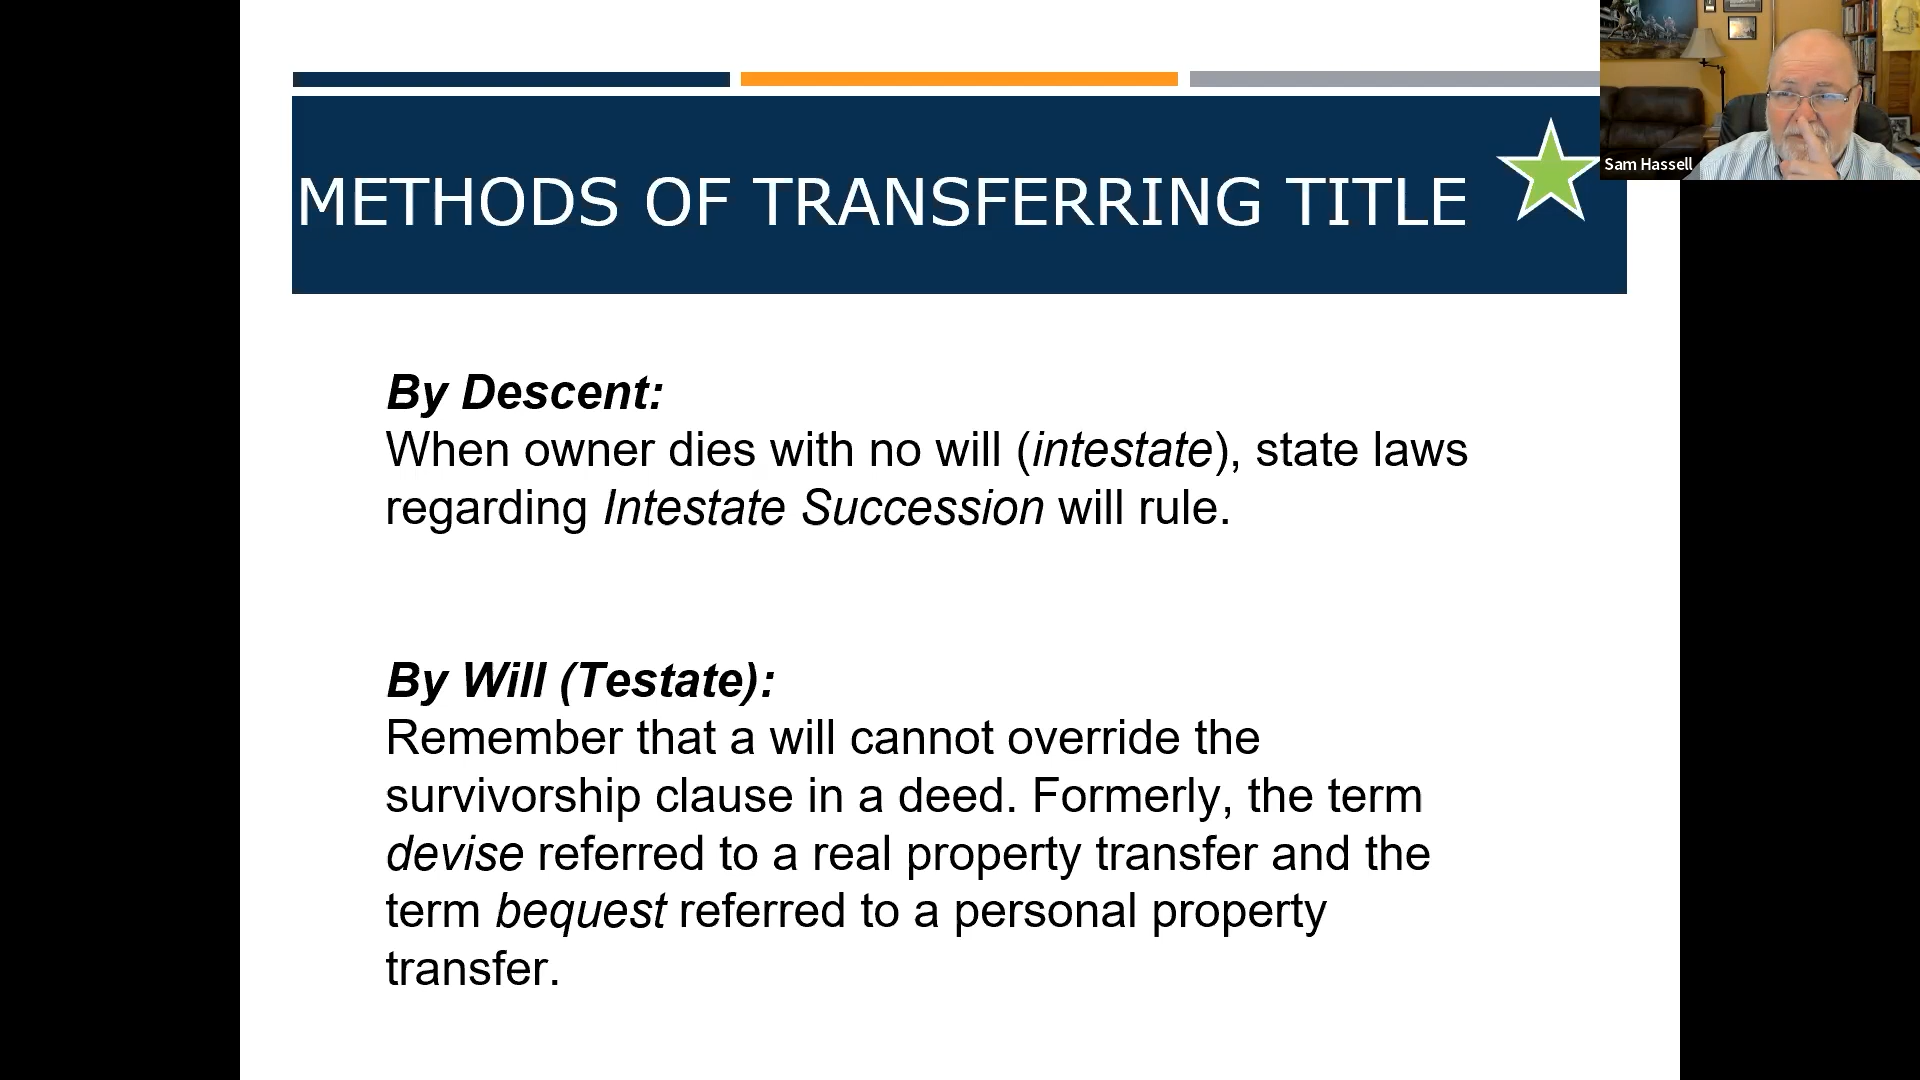 METHODS OF TRANSFERRING TITLE
Sam Hassell
By Descent:
When owner dies with no will (intestate), state laws
regarding Intestate Succession will rule.
By Will (Testate):
Remember that a will cannot override the
survivorship clause in a deed. Formerly, the term
devise referred to a real property transfer and the
term bequest referred to a personal property
transfer.